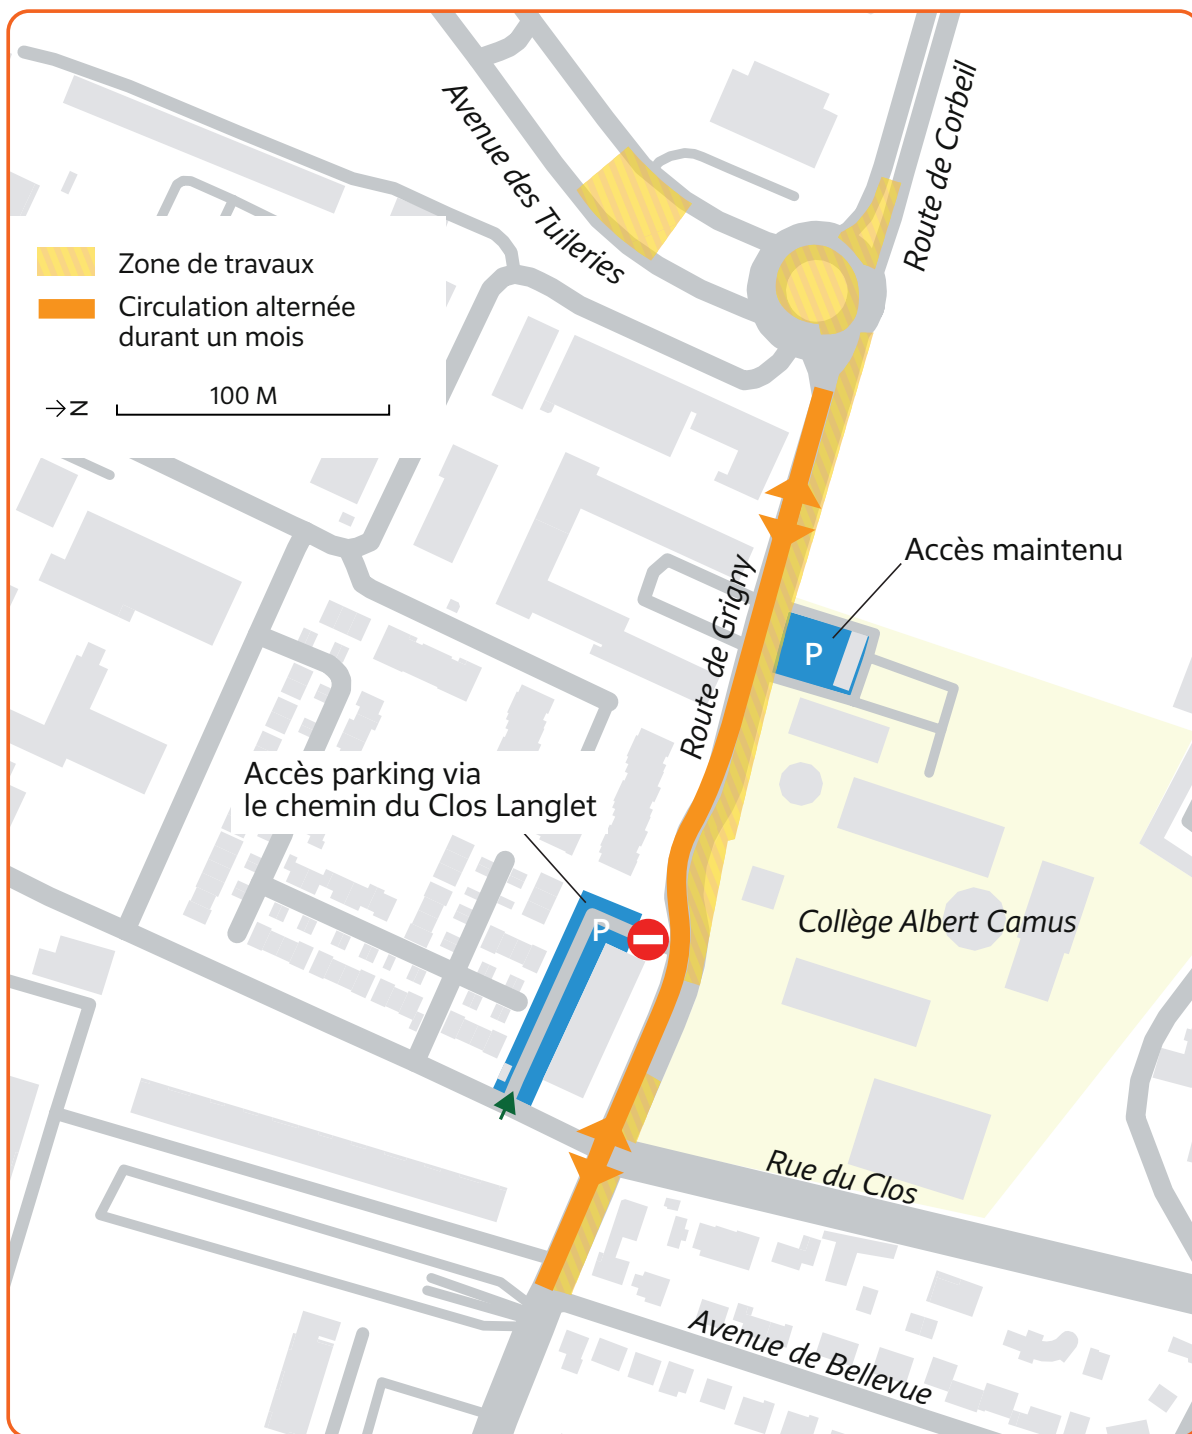 Avenue des Tuileries
Route de Corbeil
Zone de travaux
Circulation alternée
durant un mois
N
100 M
Accès maintenu
P
Route de Grigny
Accès parking via
le chemin du Clos Langlet
P
Collège Albert Camus
Rue du Clos
Avenue de Bellevue